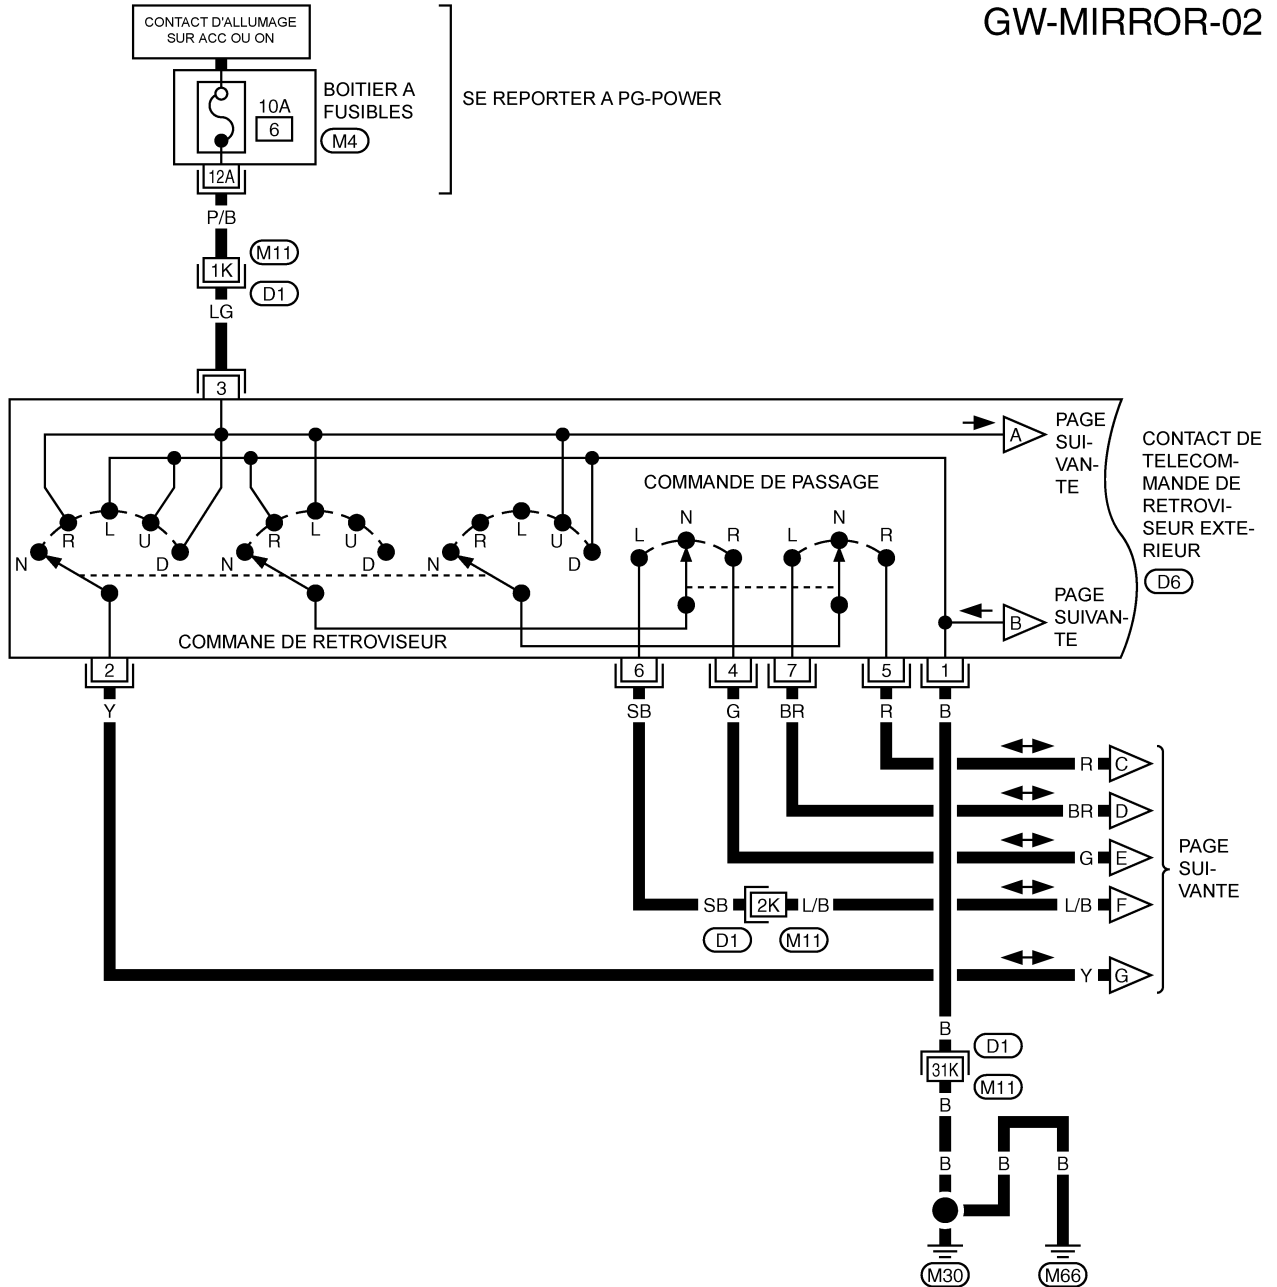 GW-MIRROR-02
CONTACT D'ALLUMAGE
SUR ACC OU ON
BOITIER A
FUSIBLES
M4
10A
6
SE REPORTER A PG-POWER
12A
P/B
M11
1K
D1
LG
3
A
PAGE
SUI-
VAN-
TE
CONTACT DE
TELECOM-
MANDE DE
RETROVI-
SEUR EXTE-
RIEUR
D6
COMMANDE DE PASSAGE
N R L U D
N R L U D
N R L U D
L N R
L N R
B
PAGE
SUIVAN-
TE
COMMANE DE RETROVISEUR
2 6 4 7 5 1
Y SB G BR R B
R C
BR D
G E
SB 2K L/B L/B F
D1 M11
Y G
PAGE
SUI-
VANTE
B
D1
31K
M11
B
B B B
M30 M66